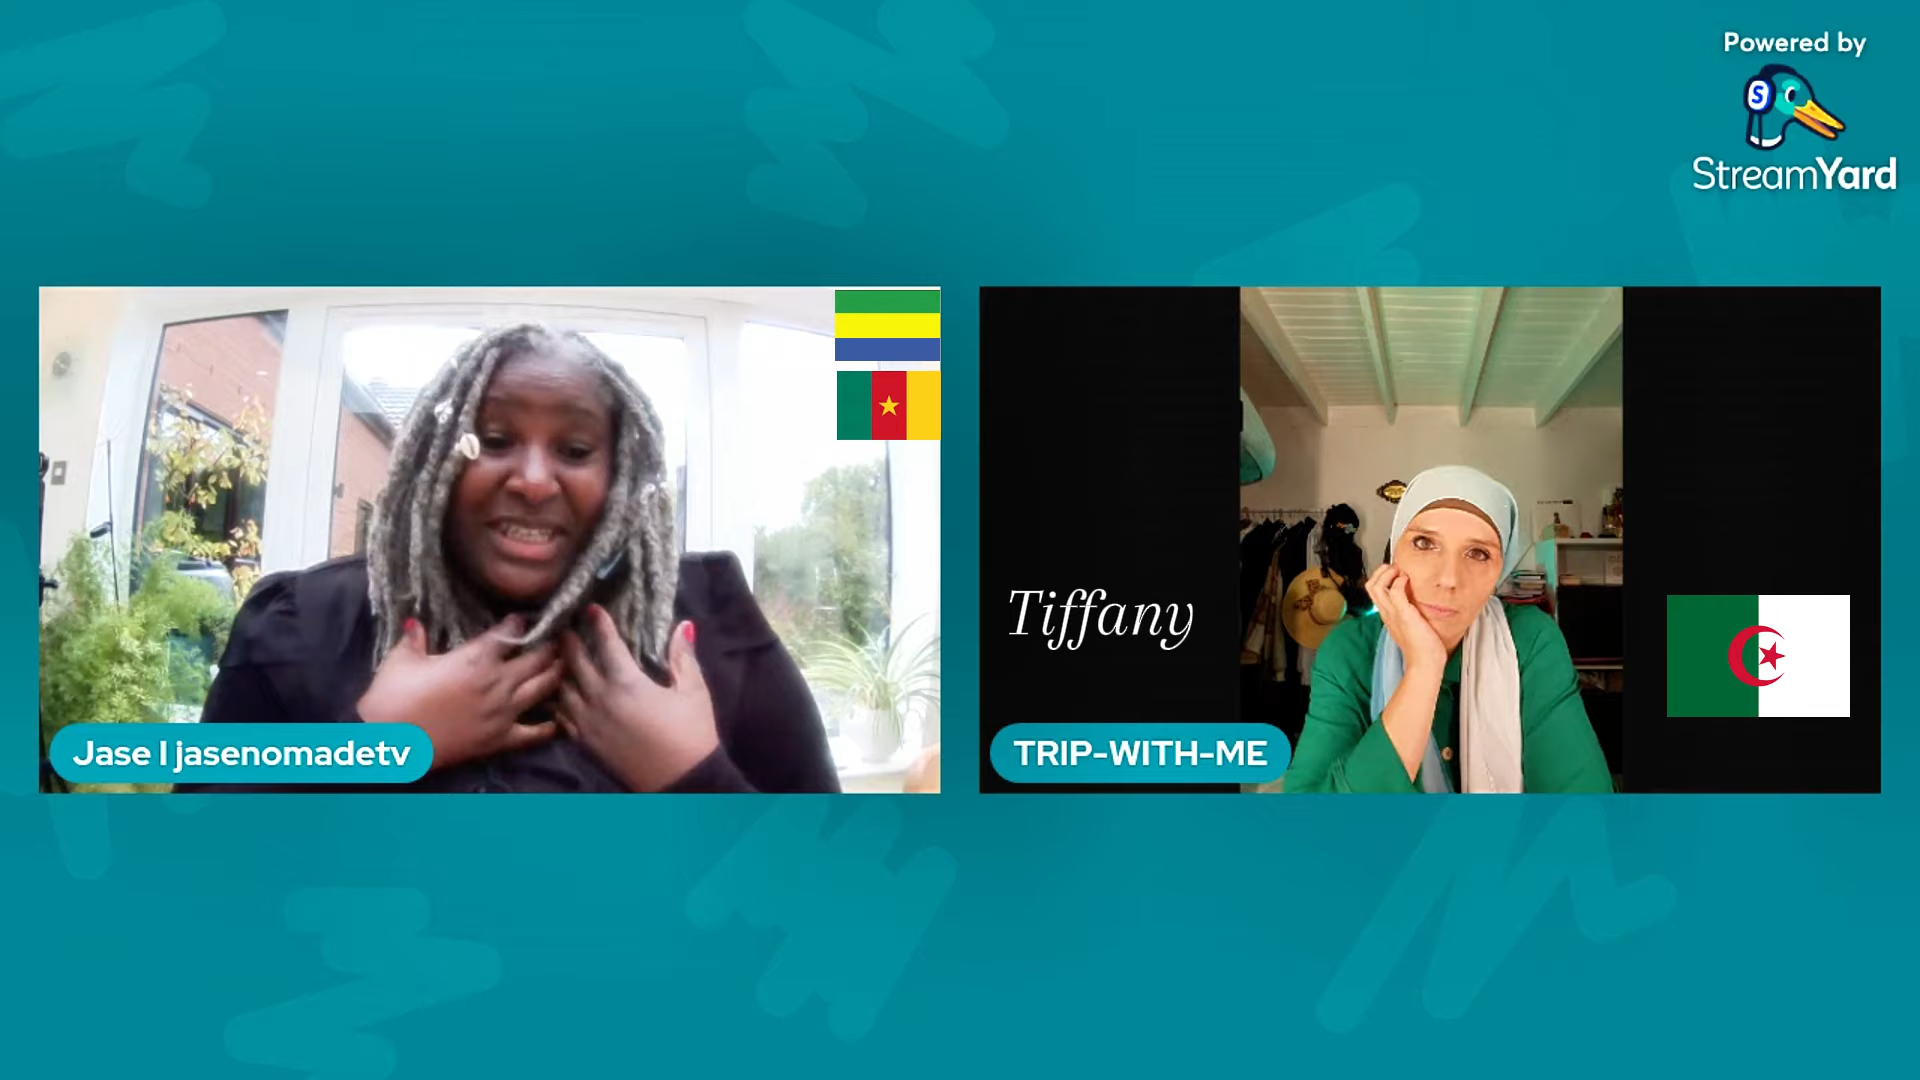 Powered by
S
StreamYard
Tiffany
Jase l jasenomadetv
TRIP-WITH-ME